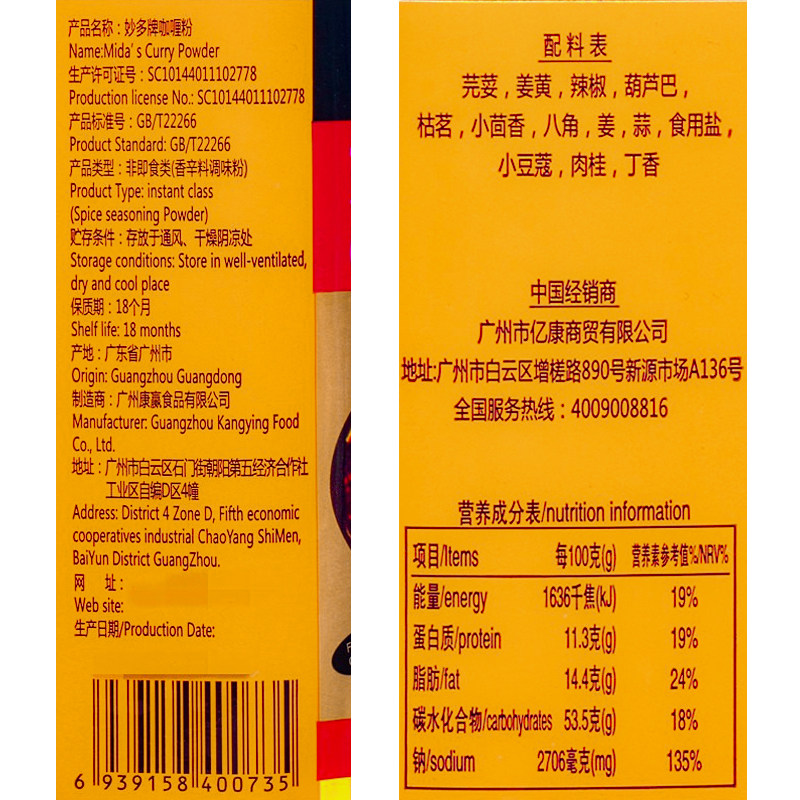 产品名称：妙多牌咖喱粉
Name:Mida's Curry Powder
生产许可证号：SC10144011102778
Production license No.: SC10144011102778
产品标准号：GB/T22266
Product Standard: GB/T22266
产品类型：非即食类(香辛料调味粉)
Product Type: instant class
(Spice seasoning Powder)
贮存条件：存放于通风、干燥阴凉处
Storage conditions: Store in well-ventilated,
dry and cool place
保质期：18个月
Shelf life: 18 months
产地：广东省广州市
Origin: Guangzhou Guangdong
制造商：广州康赢食品有限公司
Manufacturer: Guangzhou Kangying Food
Co., Ltd.
地址：广州市白云区石门街朝阳第五经济合作社
工业区自编D区4幢
Address: District 4 Zone D, Fifth economic
cooperatives industrial ChaoYang ShiMen,
BaiYun District GuangZhou.
网 址：
Web site:
生产日期/Production Date:
6 939158 400735
配料表
芫荽，姜黄，辣椒，葫芦巴，
枯茗，小茴香，八角，姜，蒜，食用盐，
小豆蔻，肉桂，丁香
中国经销商
广州市亿康商贸有限公司
地址:广州市白云区增槎路890号新源市场A136号
全国服务热线：4009008816
营养成分表/nutrition information
项目/Items 每100克(g) 营养素参考值%/NRV%
能量/energy 1636千焦(kJ) 19%
蛋白质/protein 11.3克(g) 19%
脂肪/fat 14.4克(g) 24%
碳水化合物/carbohydrates 53.5克(g) 18%
钠/sodium 2706毫克(mg) 135%